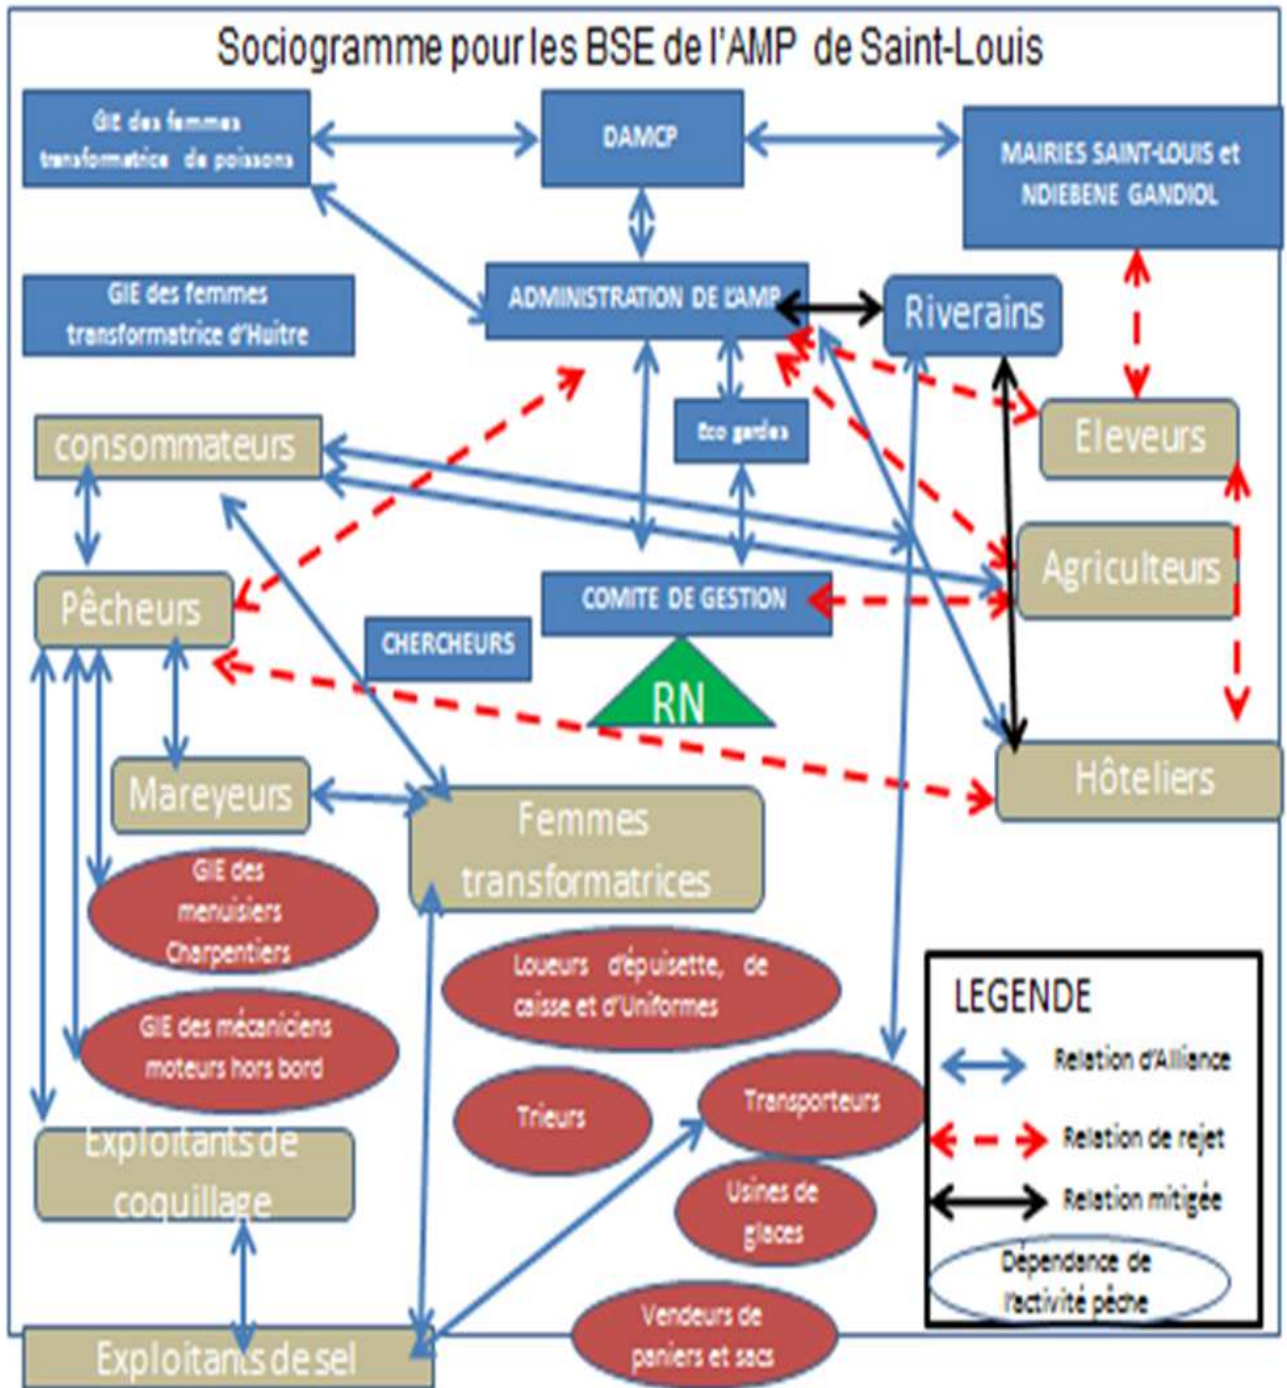 Sociogramme pour les BSE de l'AMP de Saint-Louis
GIE des femmes
transformatrice de poissons
DAMCP
MAIRIES SAINT-LOUIS et
NDIEBENE GANDIOL
GIE des femmes
transformatrice d'Huitre
ADMINISTRATION DE L'AMP
Riverains
consommateurs
Eco gardes
Eleveurs
Agriculteurs
Pêcheurs
CHERCHEURS
COMITE DE GESTION
RN
Mareyeurs
Femmes
transformatrices
Hôteliers
GIE des
menuisiers
Charpentiers
GIE des mécaniciens
moteurs hors bord
Loueurs d'épuisette, de
caisse et d'Uniformes
Trieurs
Transporteurs
Usines de
glaces
Vendeurs de
paniers et sacs
Exploitants de
coquillage
Exploitants de sel
LEGENDE
Relation d'Alliance
Relation de rejet
Relation mitigée
Dépendance de
l'activité pêche